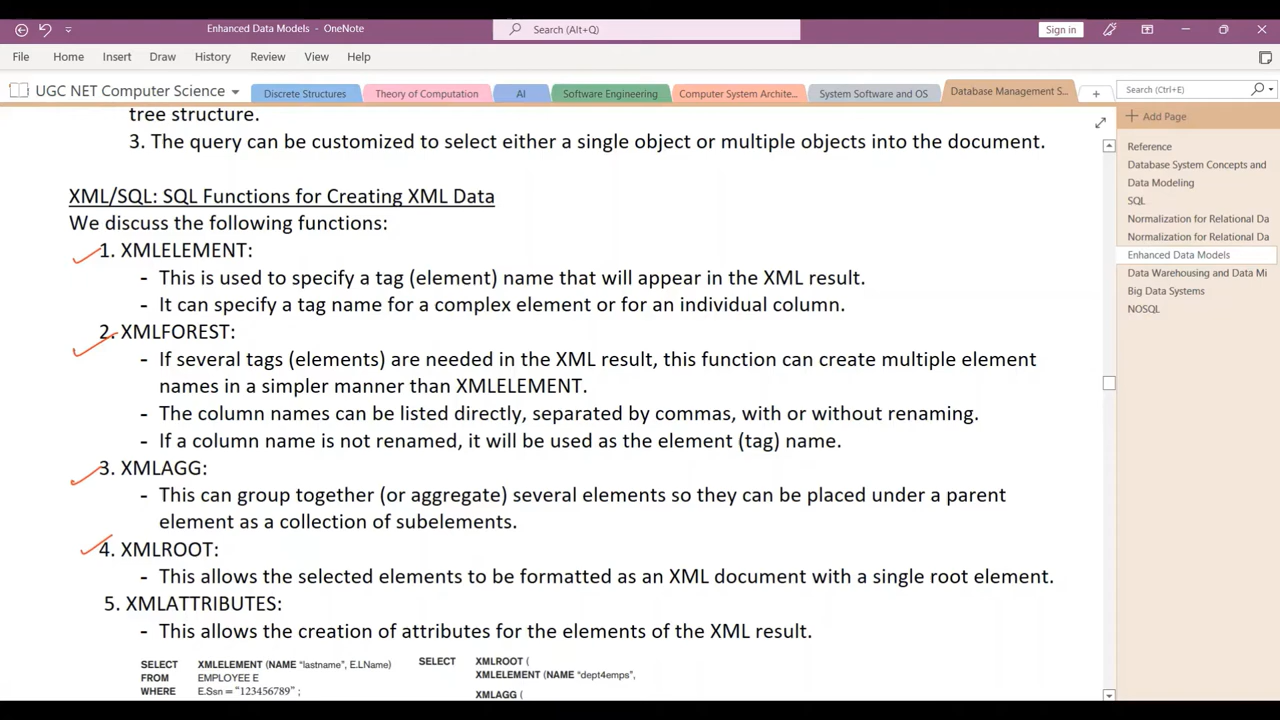 Enhanced Data Models - OneNote
Search (Alt+Q)
Sign in
File Home Insert Draw History Review View Help
UGC NET Computer Science
Discrete Structures
Theory of Computation
AI
Software Engineering
Computer System Archite...
System Software and OS
Database Management S...
Search (Ctrl+E)
tree structure.
3. The query can be customized to select either a single object or multiple objects into the document.
XML/SQL: SQL Functions for Creating XML Data
We discuss the following functions:
1. XMLELEMENT:
- This is used to specify a tag (element) name that will appear in the XML result.
- It can specify a tag name for a complex element or for an individual column.
2. XMLFOREST:
- If several tags (elements) are needed in the XML result, this function can create multiple element
names in a simpler manner than XMLELEMENT.
- The column names can be listed directly, separated by commas, with or without renaming.
- If a column name is not renamed, it will be used as the element (tag) name.
3. XMLAGG:
- This can group together (or aggregate) several elements so they can be placed under a parent
element as a collection of subelements.
4. XMLROOT:
- This allows the selected elements to be formatted as an XML document with a single root element.
5. XMLATTRIBUTES:
- This allows the creation of attributes for the elements of the XML result.
SELECT XMLELEMENT (NAME "lastname", E.LName)
FROM EMPLOYEE E
WHERE E.Ssn = "123456789" ;
SELECT XMLROOT (
XMLELEMENT (NAME "dept4emps",
XMLAGG (
Add Page
Reference
Database System Concepts and
Data Modeling
SQL
Normalization for Relational Da
Normalization for Relational Da
Enhanced Data Models
Data Warehousing and Data Mi
Big Data Systems
NOSQL